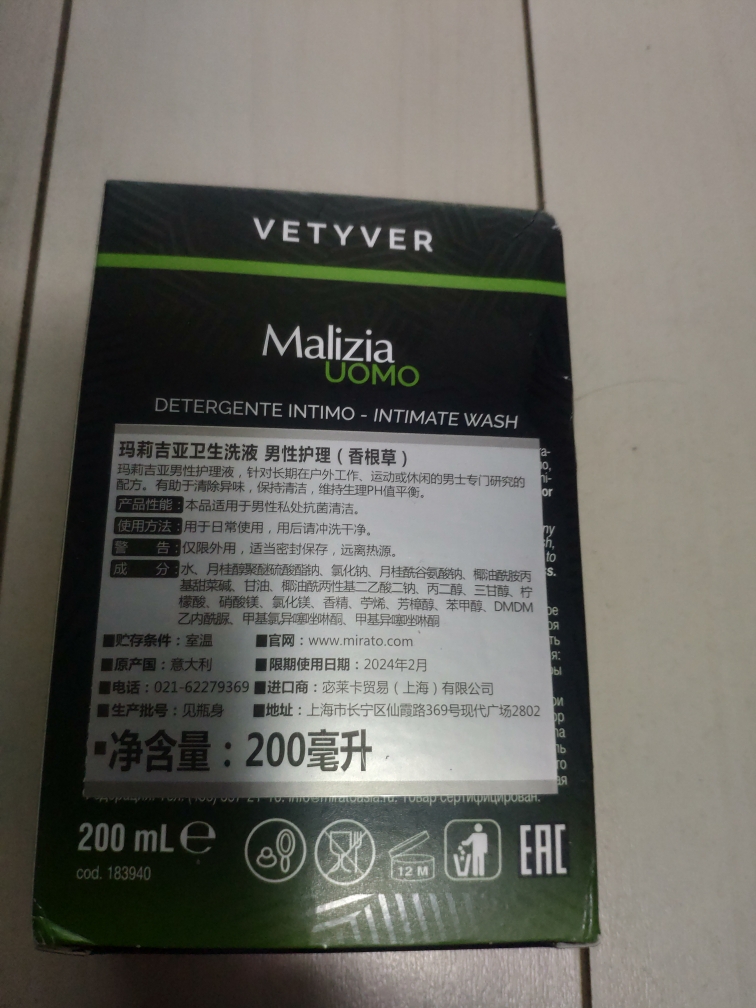 VETYVER
Malizia
UOMO
DETERGENTE INTIMO - INTIMATE WASH
玛莉吉亚卫生洗液 男性护理（香根草）
玛莉吉亚男性护理液，针对长期在户外工作、运动或休闲的男士专门研究的
配方。有助于清除异味，保持清洁，维持生理PH值平衡。
产品性能：本品适用于男性私处抗菌清洁。
使用方法：用于日常使用，用后请冲洗干净。
警 告：仅限外用，适当密封保存，远离热源。
成 分：水、月桂醇聚醚硫酸酯钠、氯化钠、月桂酰谷氨酸钠、椰油酰胺丙
基甜菜碱、甘油、椰油酰两性基二乙酸二钠、丙二醇、三甘醇、柠
檬酸、硝酸镁、氯化镁、香精、苧烯、芳樟醇、苯甲醇、DMDM
乙内酰脲、甲基氯异噻唑啉酮、甲基异噻唑啉酮
■贮存条件：室温 ■官网：www.mirato.com
■原产国：意大利 ■限期使用日期：2024年2月
■电话：021-62279369 ■进口商：宓莱卡贸易（上海）有限公司
■生产批号：见瓶身 ■地址：上海市长宁区仙霞路369号现代广场2802
▪净含量：200毫升
200 mL ℮
cod. 183940
12 M
EAC